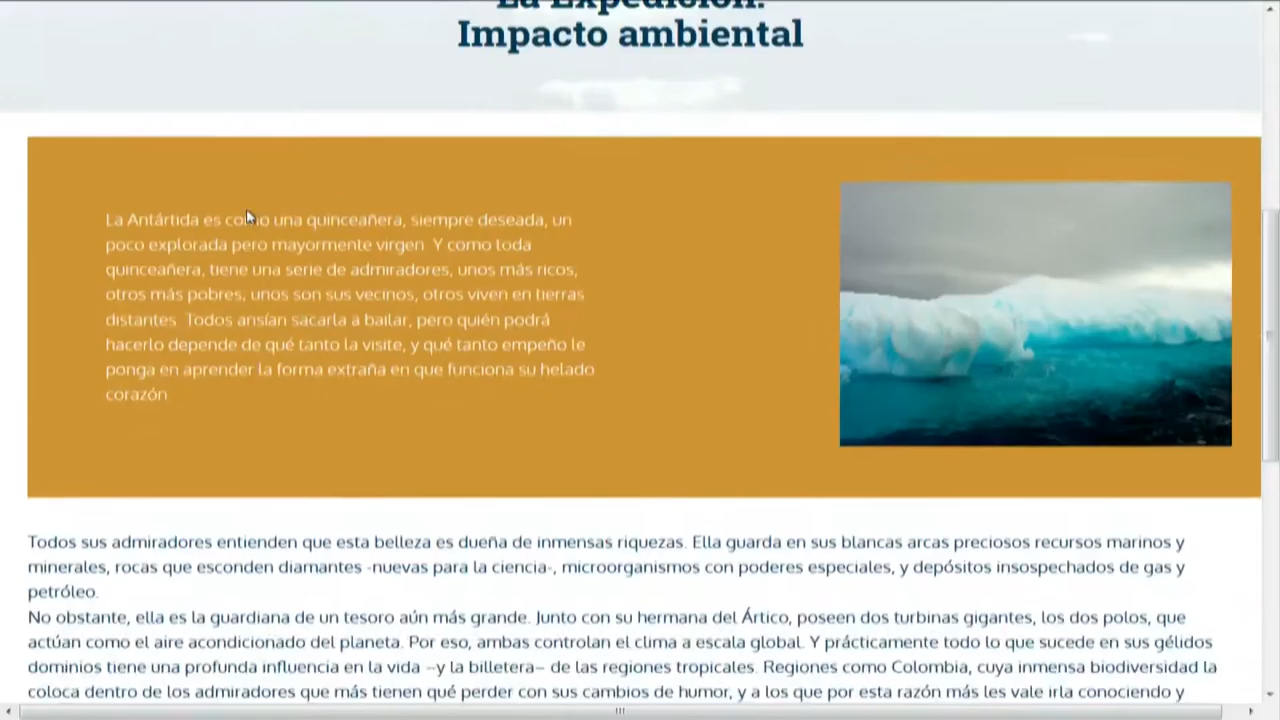 La Expedición:
Impacto ambiental
La Antártida es como una quinceañera, siempre deseada, un
poco explorada pero mayormente virgen. Y como toda
quinceañera, tiene una serie de admiradores, unos más ricos,
otros más pobres, unos son sus vecinos, otros viven en tierras
distantes. Todos ansían sacarla a bailar, pero quién podrá
hacerlo depende de qué tanto la visite, y qué tanto empeño le
ponga en aprender la forma extraña en que funciona su helado
corazón
Todos sus admiradores entienden que esta belleza es dueña de inmensas riquezas. Ella guarda en sus blancas arcas preciosos recursos marinos y
minerales, rocas que esconden diamantes -nuevas para la ciencia-, microorganismos con poderes especiales, y depósitos insospechados de gas y
petróleo.
No obstante, ella es la guardiana de un tesoro aún más grande. Junto con su hermana del Ártico, poseen dos turbinas gigantes, los dos polos, que
actúan como el aire acondicionado del planeta. Por eso, ambas controlan el clima a escala global. Y prácticamente todo lo que sucede en sus gélidos
dominios tiene una profunda influencia en la vida –y la billetera– de las regiones tropicales. Regiones como Colombia, cuya inmensa biodiversidad la
coloca dentro de los admiradores que más tienen qué perder con sus cambios de humor, y a los que por esta razón más les vale irla conociendo y